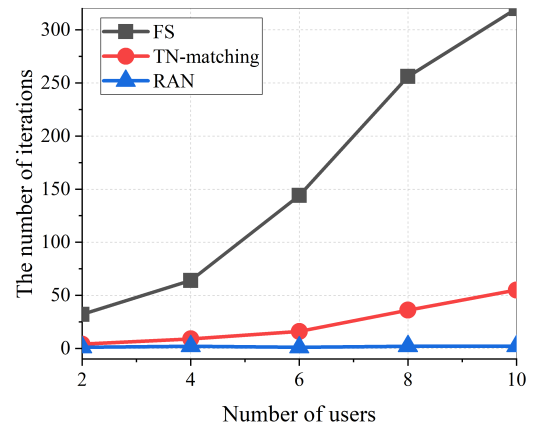 FS
TN-matching
RAN
300
250
200
150
100
50
0
The number of iterations
2 4 6 8 10
Number of users